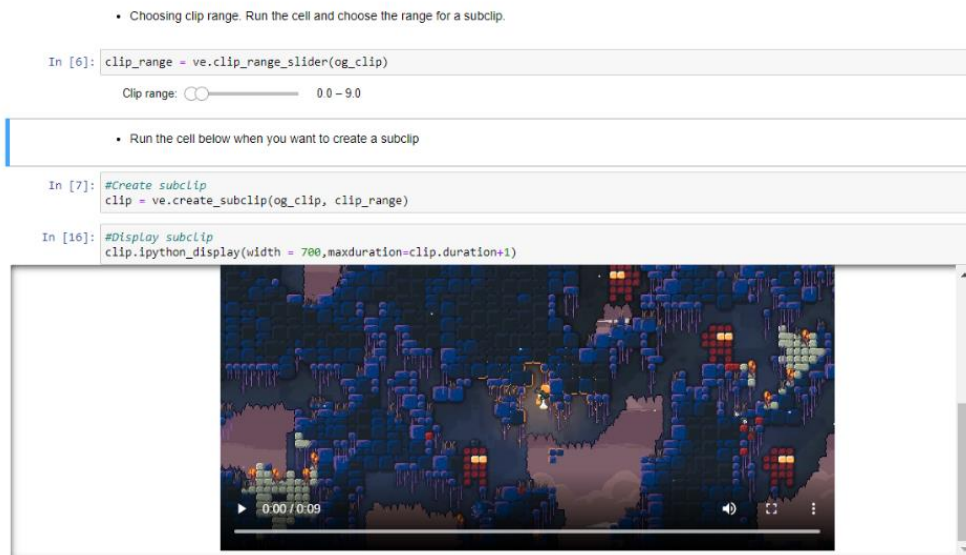 Choosing clip range. Run the cell and choose the range for a subclip.
In [6]: clip_range = ve.clip_range_slider(og_clip)
Clip range: 0.0 – 9.0
Run the cell below when you want to create a subclip
In [7]: #Create subclip
clip = ve.create_subclip(og_clip, clip_range)
In [16]: #Display subclip
clip.ipython_display(width = 700,maxduration=clip.duration+1)
0:00 / 0:09